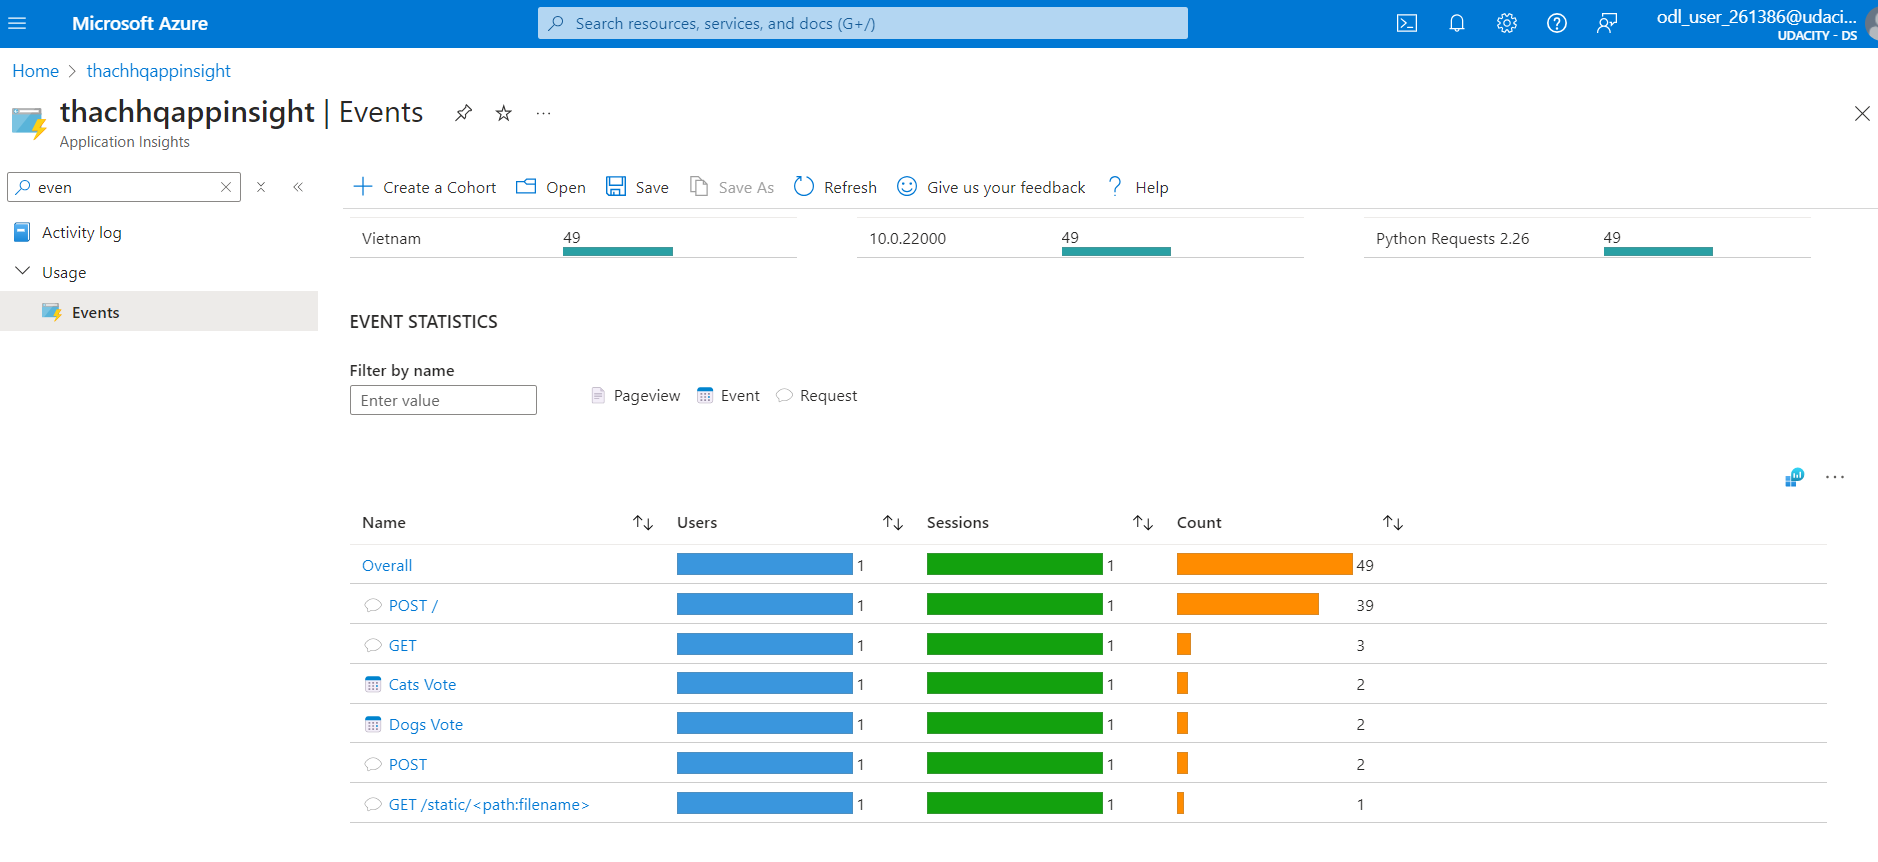 Microsoft Azure
Search resources, services, and docs (G+/)
odl_user_261386@udaci...
UDACITY - DS
Home > thachhqappinsight
thachhqappinsight | Events
Application Insights
even
Activity log
Usage
Events
Create a Cohort Open Save Save As Refresh Give us your feedback Help
Vietnam 49 10.0.22000 49 Python Requests 2.26 49
EVENT STATISTICS
Filter by name
Enter value
Pageview Event Request
Name Users Sessions Count
Overall 1 1 49
POST / 1 1 39
GET 1 1 3
Cats Vote 1 1 2
Dogs Vote 1 1 2
POST 1 1 2
GET /static/<path:filename> 1 1 1